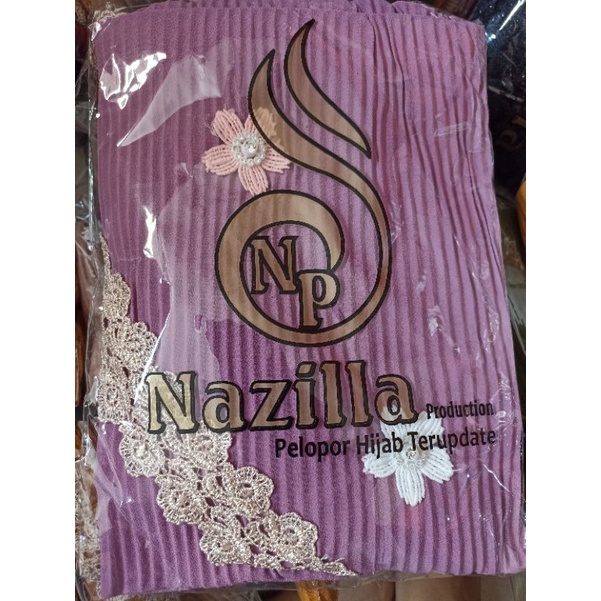 NP
Nazilla Production
Pelopor Hijab Terupdate